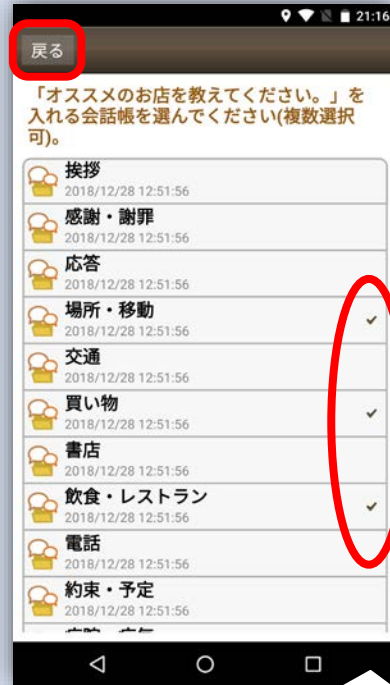 21:16
戻る
「オススメのお店を教えてください。」を
入れる会話帳を選んでください(複数選択
可)。
挨拶
2018/12/28 12:51:56
感謝・謝罪
2018/12/28 12:51:56
応答
2018/12/28 12:51:56
場所・移動
2018/12/28 12:51:56
交通
2018/12/28 12:51:56
買い物
2018/12/28 12:51:56
書店
2018/12/28 12:51:56
飲食・レストラン
2018/12/28 12:51:56
電話
2018/12/28 12:51:56
約束・予定
2018/12/28 12:51:56